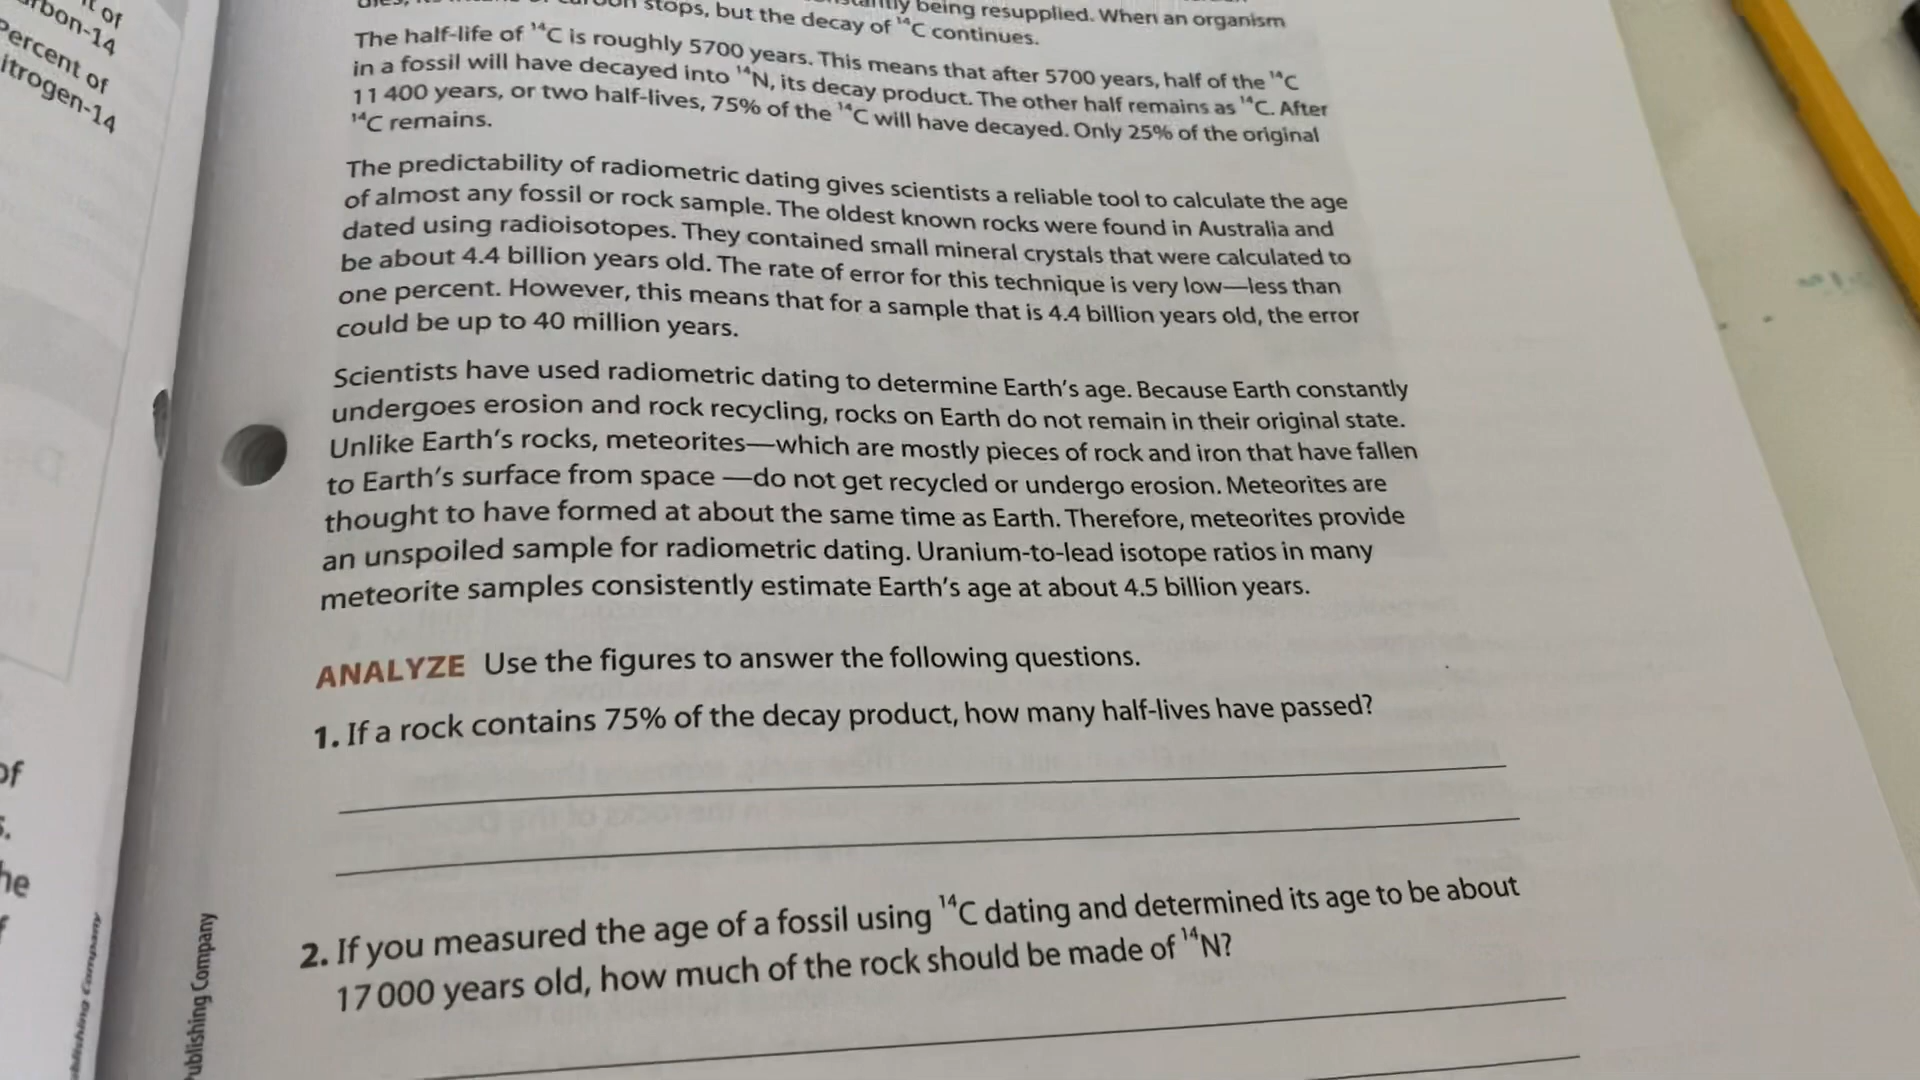 t of
rbon-14
Percent of
itrogen-14
of
he
stops, but the decay of ¹⁴C continues.
being resupplied. When an organism
The half-life of ¹⁴C is roughly 5700 years. This means that after 5700 years, half of the ¹⁴C
in a fossil will have decayed into ¹⁴N, its decay product. The other half remains as ¹⁴C. After
11 400 years, or two half-lives, 75% of the ¹⁴C will have decayed. Only 25% of the original
¹⁴C remains.
The predictability of radiometric dating gives scientists a reliable tool to calculate the age
of almost any fossil or rock sample. The oldest known rocks were found in Australia and
dated using radioisotopes. They contained small mineral crystals that were calculated to
be about 4.4 billion years old. The rate of error for this technique is very low—less than
one percent. However, this means that for a sample that is 4.4 billion years old, the error
could be up to 40 million years.
Scientists have used radiometric dating to determine Earth's age. Because Earth constantly
undergoes erosion and rock recycling, rocks on Earth do not remain in their original state.
Unlike Earth's rocks, meteorites—which are mostly pieces of rock and iron that have fallen
to Earth's surface from space —do not get recycled or undergo erosion. Meteorites are
thought to have formed at about the same time as Earth. Therefore, meteorites provide
an unspoiled sample for radiometric dating. Uranium-to-lead isotope ratios in many
meteorite samples consistently estimate Earth's age at about 4.5 billion years.
ANALYZE Use the figures to answer the following questions.
1. If a rock contains 75% of the decay product, how many half-lives have passed?
2. If you measured the age of a fossil using ¹⁴C dating and determined its age to be about
17 000 years old, how much of the rock should be made of ¹⁴N?
ublishing Company
blishing Company